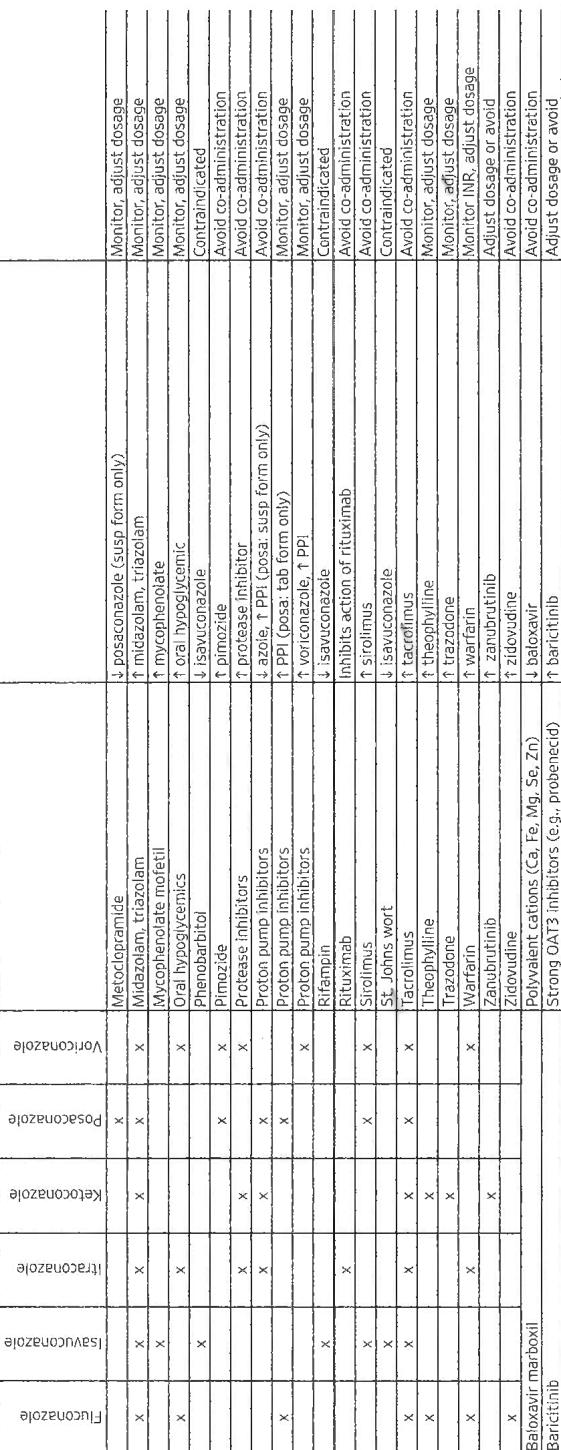 Fluconazole Isavuconazole Itraconazole Ketoconazole Posaconazole Voriconazole
x Metoclopramide ↓ posaconazole (susp form only) Monitor, adjust dosage
x x x x x x Midazolam, triazolam ↑ midazolam, triazolam Monitor, adjust dosage
x Mycophenolate mofetil ↑ mycophenolate Monitor, adjust dosage
x x x Oral hypoglycemics ↑ oral hypoglycemic Monitor, adjust dosage
x Phenobarbitol ↓ isavuconazole Contraindicated
x x Pimozide ↑ pimozide Avoid co-administration
x x x Protease inhibitors ↑ protease inhibitor Avoid co-administration
x x x Proton pump inhibitors ↓ azole, ↑ PPI (posa: susp form only) Avoid co-administration
x x Proton pump inhibitors ↑ PPI (posa: tab form only) Monitor, adjust dosage
x Proton pump inhibitors ↑ voriconazole, ↑ PPI Monitor, adjust dosage
x Rifampin ↓ isavuconazole Contraindicated
x Rituximab Inhibits action of rituximab Avoid co-administration
x x x Sirolimus ↑ sirolimus Avoid co-administration
x St. Johns wort ↓ isavuconazole Contraindicated
x x x x x x Tacrolimus ↑ tacrolimus Avoid co-administration
x x Theophylline ↑ theophylline Monitor, adjust dosage
x Trazodone ↑ trazodone Monitor, adjust dosage
x x x Warfarin ↑ warfarin Monitor INR, adjust dosage
x Zanubrutinib ↑ zanubrutinib Adjust dosage or avoid
x Zidovudine ↑ zidovudine Avoid co-administration
Baloxavir marboxil Polyvalent cations (Ca, Fe, Mg, Se, Zn) ↓ baloxavir Avoid co-administration
Baricitinib Strong OAT3 inhibitors (e.g., probenecid) ↑ baricitinib Adjust dosage or avoid